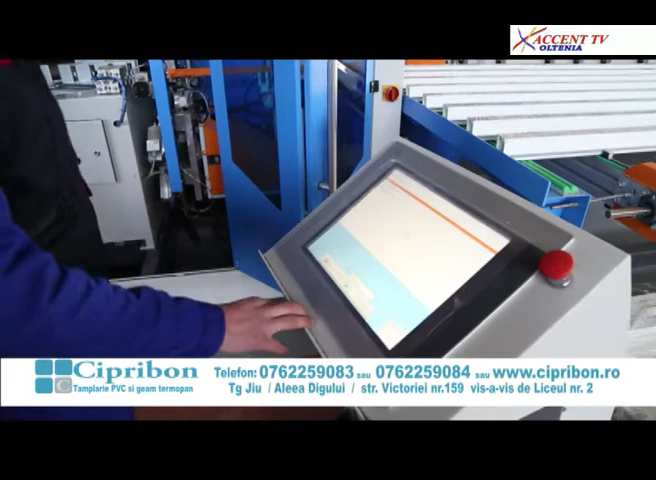 ACCENT TV
OLTENIA
Cipribon
Tamplarie PVC si geam termopan
Telefon: 0762259083 sau 0762259084 sau www.cipribon.ro
Tg Jiu / Aleea Digului / str. Victoriei nr.159 vis-a-vis de Liceul nr. 2